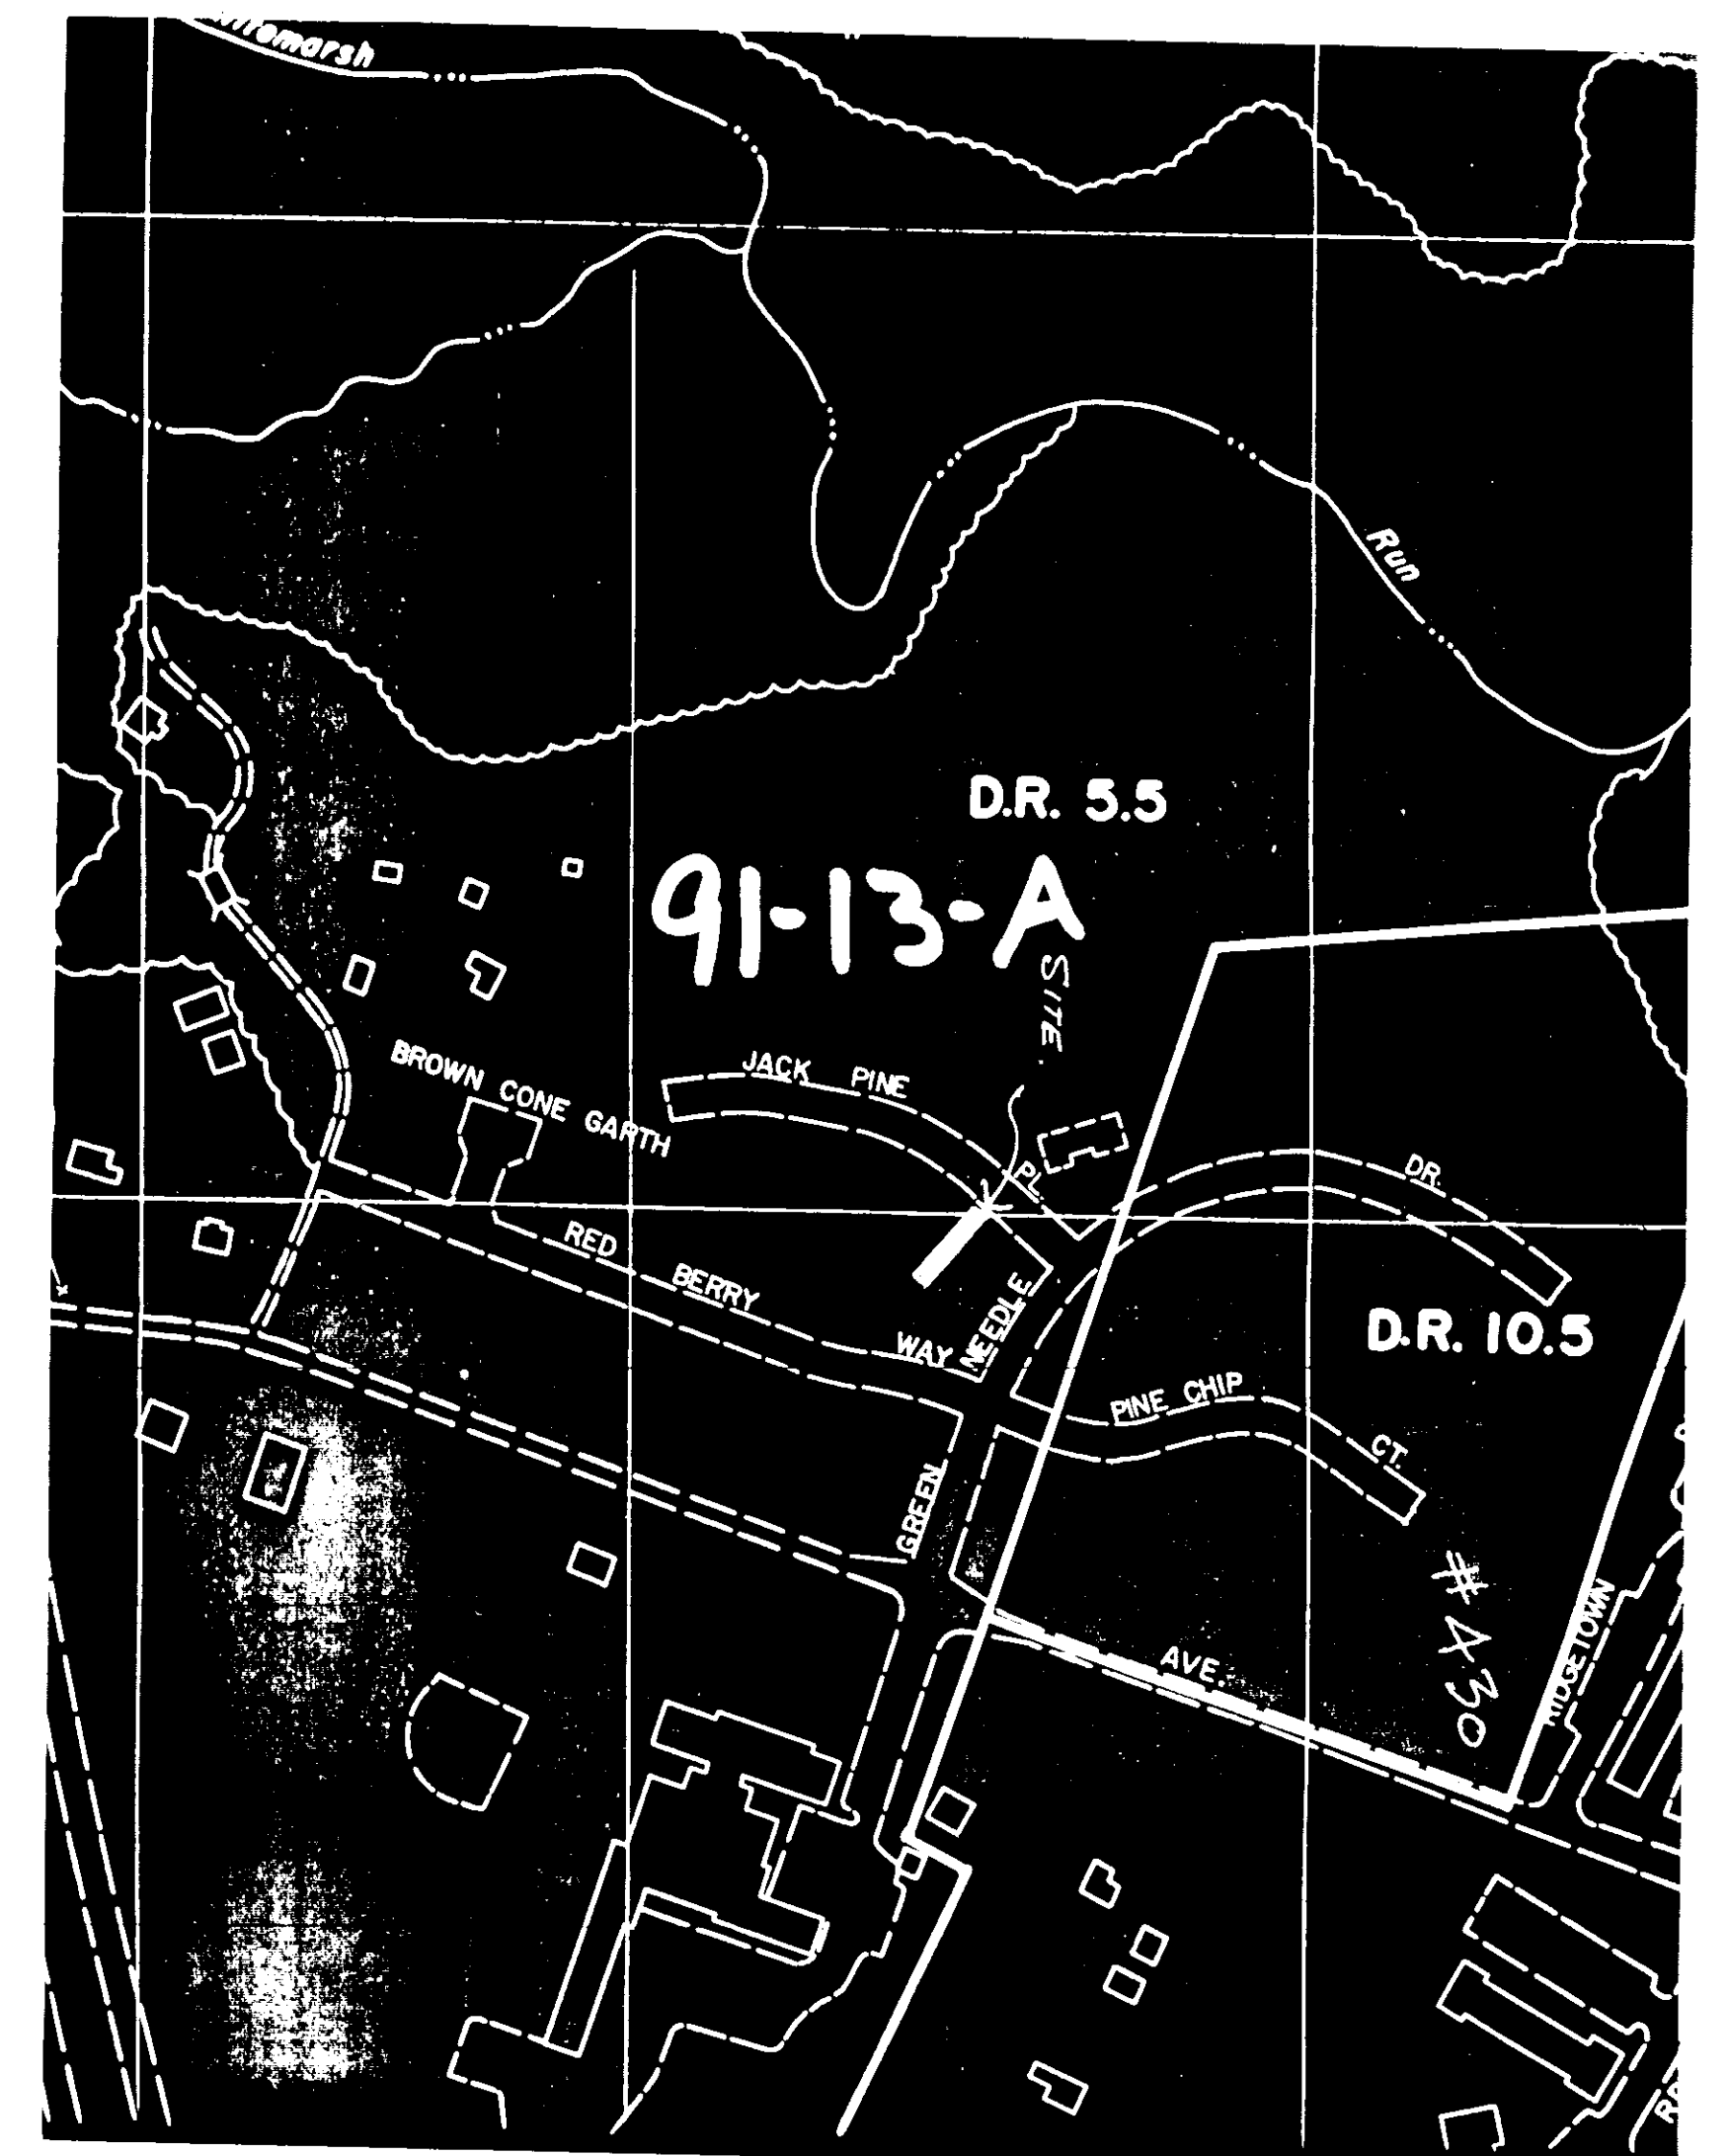 Run
D.R. 5.5
91-13-A
SITE.
BROWN CONE GARTH
JACK PINE PL.
DR.
RED BERRY WAY
GREEN NEEDLE
D.R. 10.5
PINE CHIP CT.
#430
RIDGETOWN
AVE.